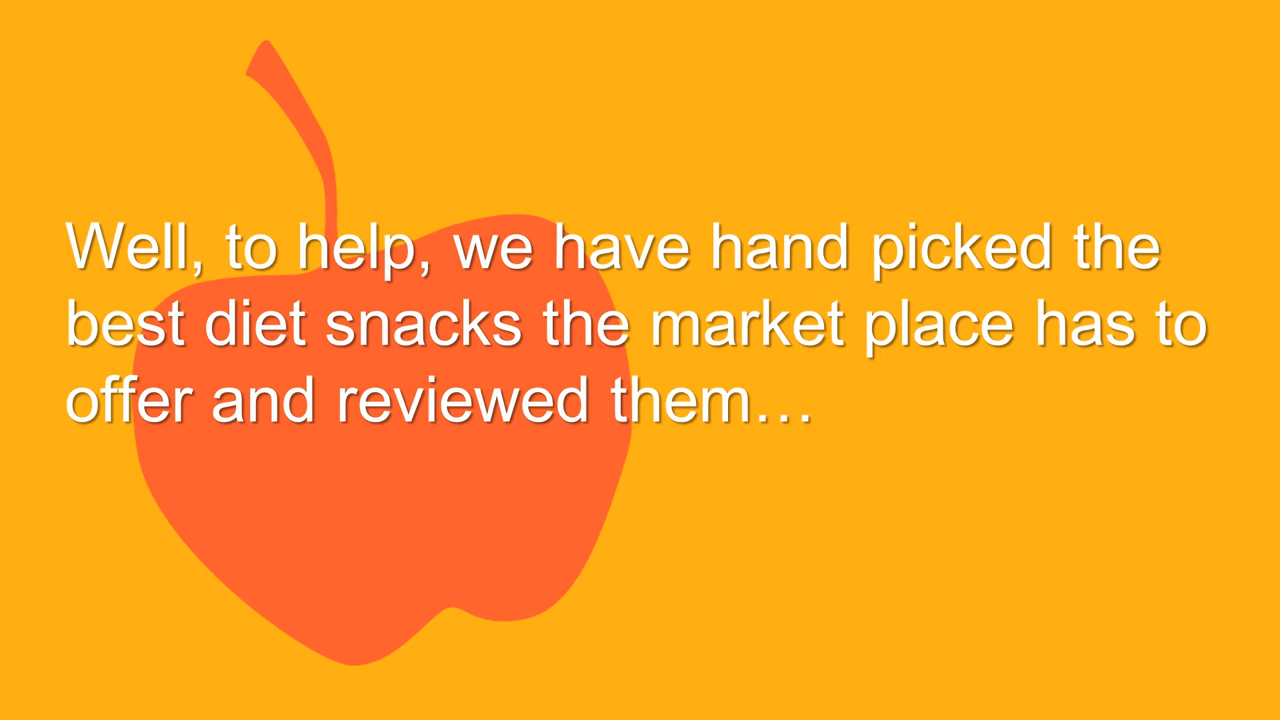 Well, to help, we have hand picked the
best diet snacks the market place has to
offer and reviewed them…